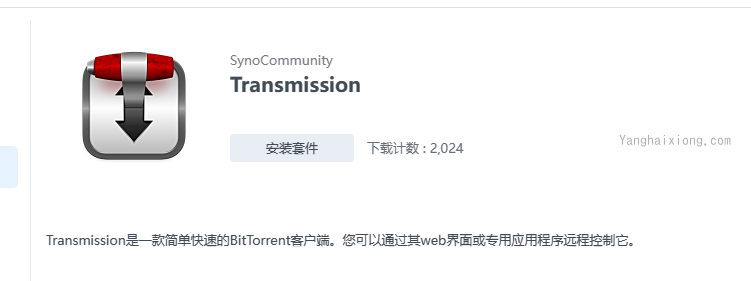 SynoCommunity
Transmission
安装套件 下载计数 : 2,024
Yanghaixiong.com
Transmission是一款简单快速的BitTorrent客户端。您可以通过其web界面或专用应用程序远程控制它。